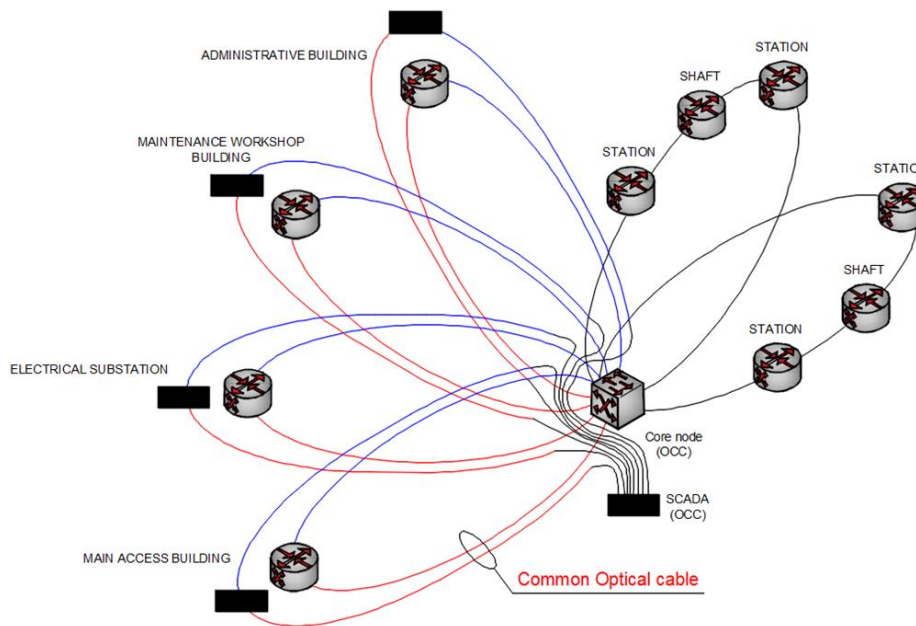 ADMINISTRATIVE BUILDING
STATION
SHAFT
MAINTENANCE WORKSHOP
BUILDING
STATION
STATION
SHAFT
STATION
ELECTRICAL SUBSTATION
Core node
(OCC)
SCADA
(OCC)
MAIN ACCESS BUILDING
Common Optical cable